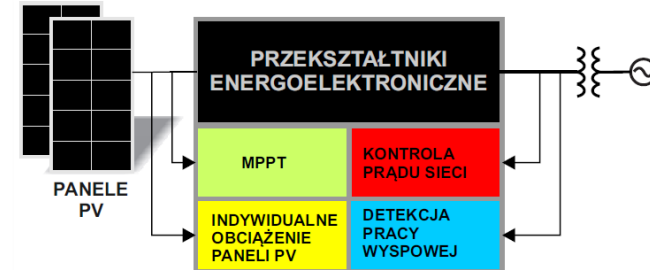 PRZEKSZTAŁTNIKI
ENERGOELEKTRONICZNE
MPPT
KONTROLA
PRĄDU SIECI
PANELE
PV
INDYWIDUALNE
OBCIĄŻENIE
PANELI PV
DETEKCJA
PRACY
WYSPOWEJ